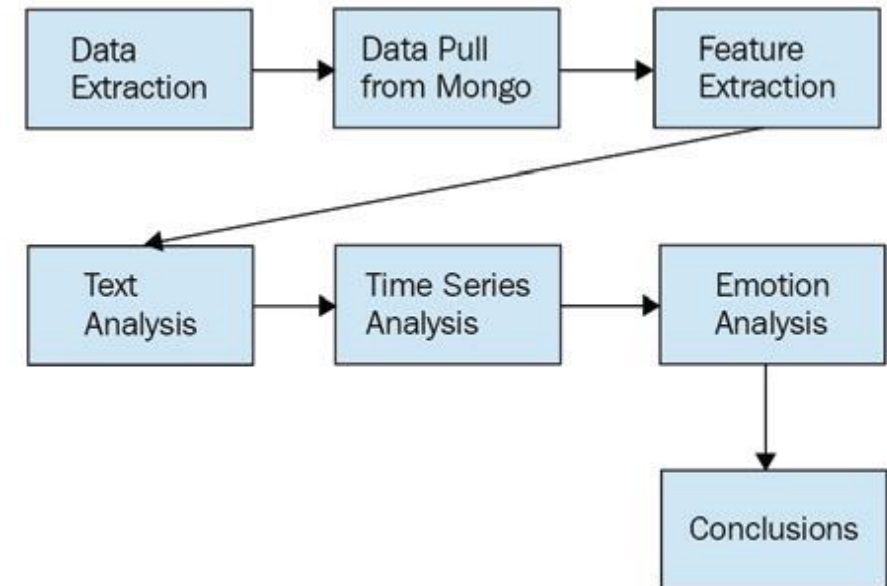 Data
Extraction
Data Pull
from Mongo
Feature
Extraction
Text
Analysis
Time Series
Analysis
Emotion
Analysis
Conclusions